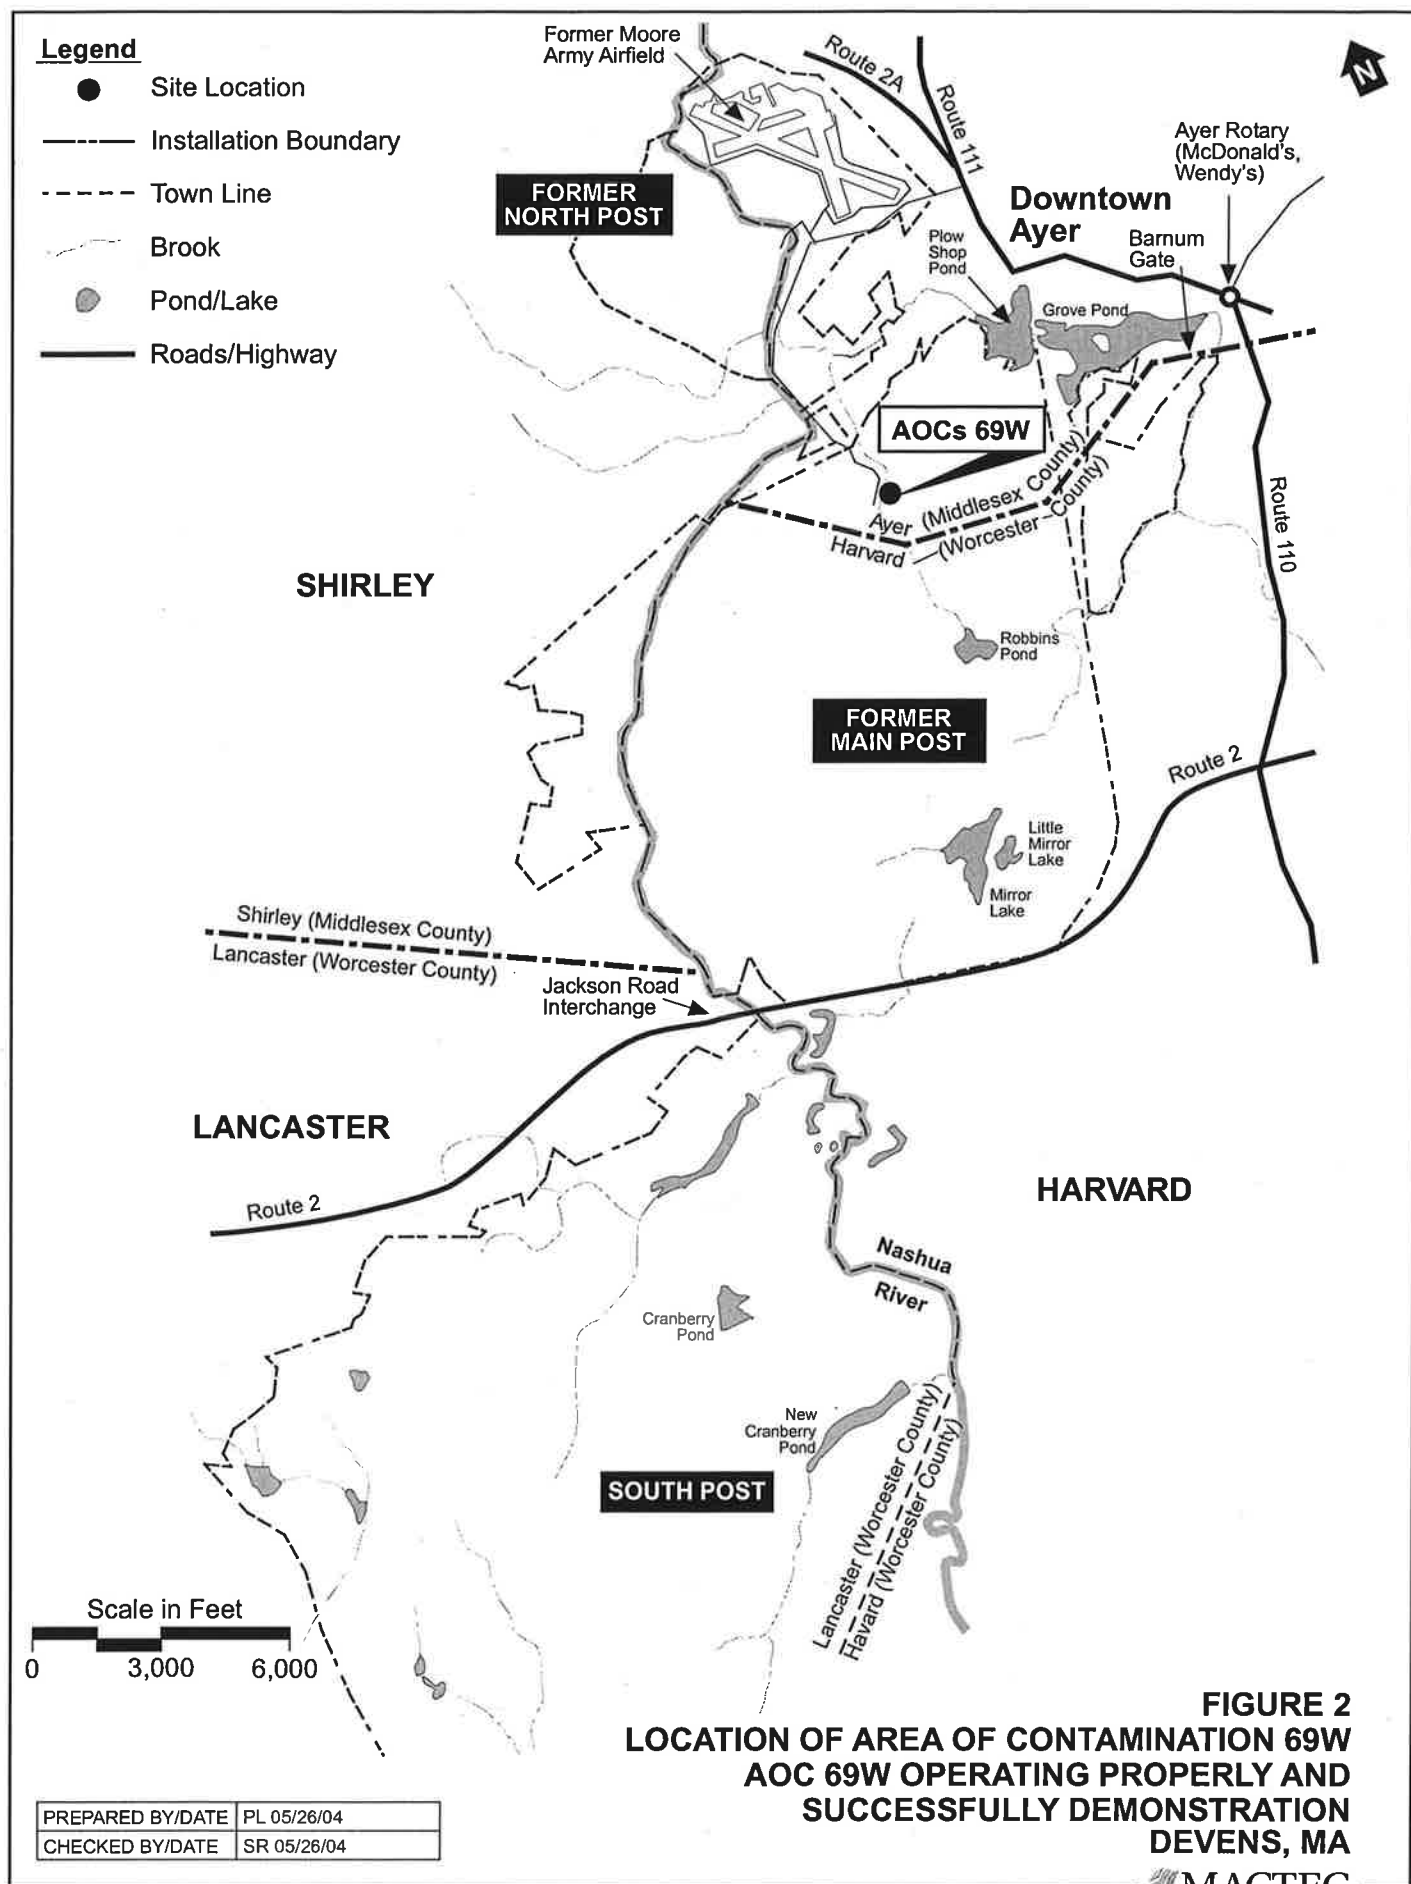 Legend
Site Location
Installation Boundary
Town Line
Brook
Pond/Lake
Roads/Highway
Former Moore
Army Airfield
Route 2A
Route 111
N
Ayer Rotary
(McDonald's,
Wendy's)
FORMER
NORTH POST
Downtown
Ayer
Plow
Shop
Pond
Barnum
Gate
Grove Pond
AOCs 69W
Ayer (Middlesex County)
Harvard (Worcester County)
Route 110
SHIRLEY
Robbins
Pond
FORMER
MAIN POST
Route 2
Little
Mirror
Lake
Mirror
Lake
Shirley (Middlesex County)
Lancaster (Worcester County)
Jackson Road
Interchange
LANCASTER
Route 2
HARVARD
Nashua
River
Cranberry
Pond
New
Cranberry
Pond
Lancaster (Worcester County)
Havard (Worcester County)
SOUTH POST
Scale in Feet
0 3,000 6,000
FIGURE 2
LOCATION OF AREA OF CONTAMINATION 69W
AOC 69W OPERATING PROPERLY AND
SUCCESSFULLY DEMONSTRATION
DEVENS, MA
PREPARED BY/DATE PL 05/26/04
CHECKED BY/DATE SR 05/26/04
MACTEC